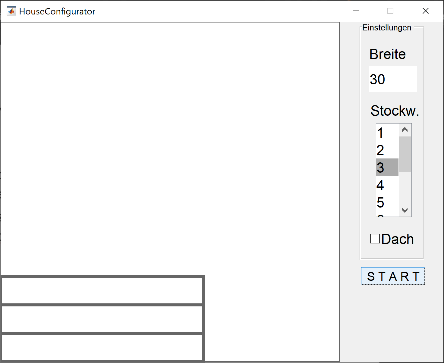 HouseConfigurator
Einstellungen
Breite
30
Stockw.
1
2
3
4
5
Dach
S T A R T